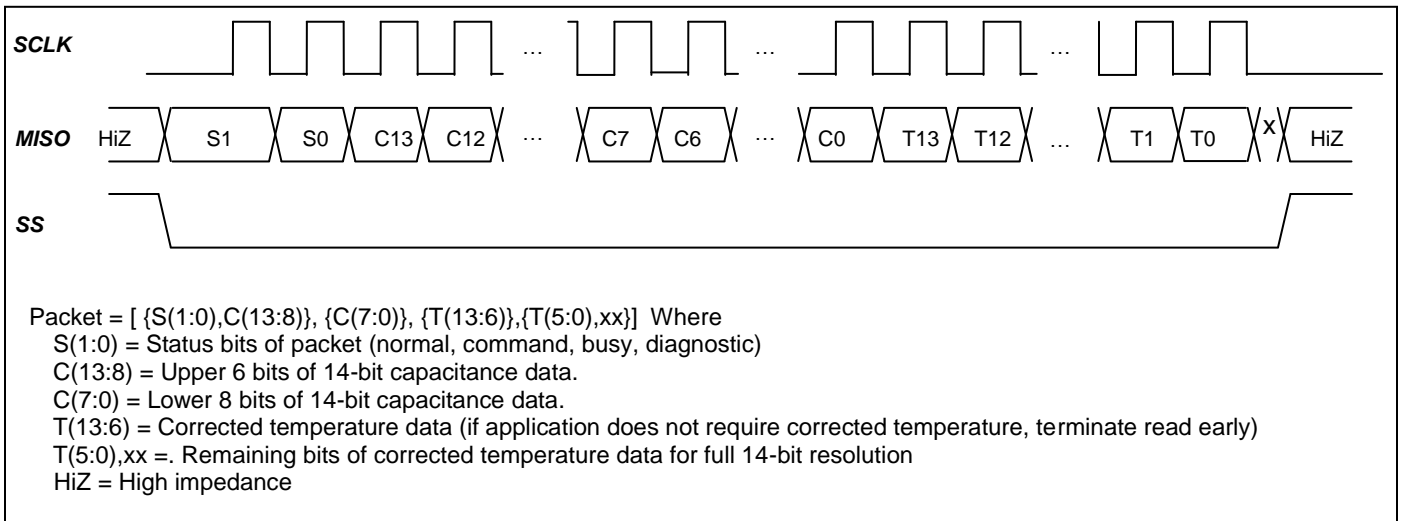 SCLK ... ... ...
MISO HiZ S1 S0 C13 C12 ... C7 C6 ... C0 T13 T12 ... T1 T0 x HiZ
SS
Packet = [ {S(1:0),C(13:8)}, {C(7:0)}, {T(13:6)},{T(5:0),xx}] Where
S(1:0) = Status bits of packet (normal, command, busy, diagnostic)
C(13:8) = Upper 6 bits of 14-bit capacitance data.
C(7:0) = Lower 8 bits of 14-bit capacitance data.
T(13:6) = Corrected temperature data (if application does not require corrected temperature, terminate read early)
T(5:0),xx =. Remaining bits of corrected temperature data for full 14-bit resolution
HiZ = High impedance